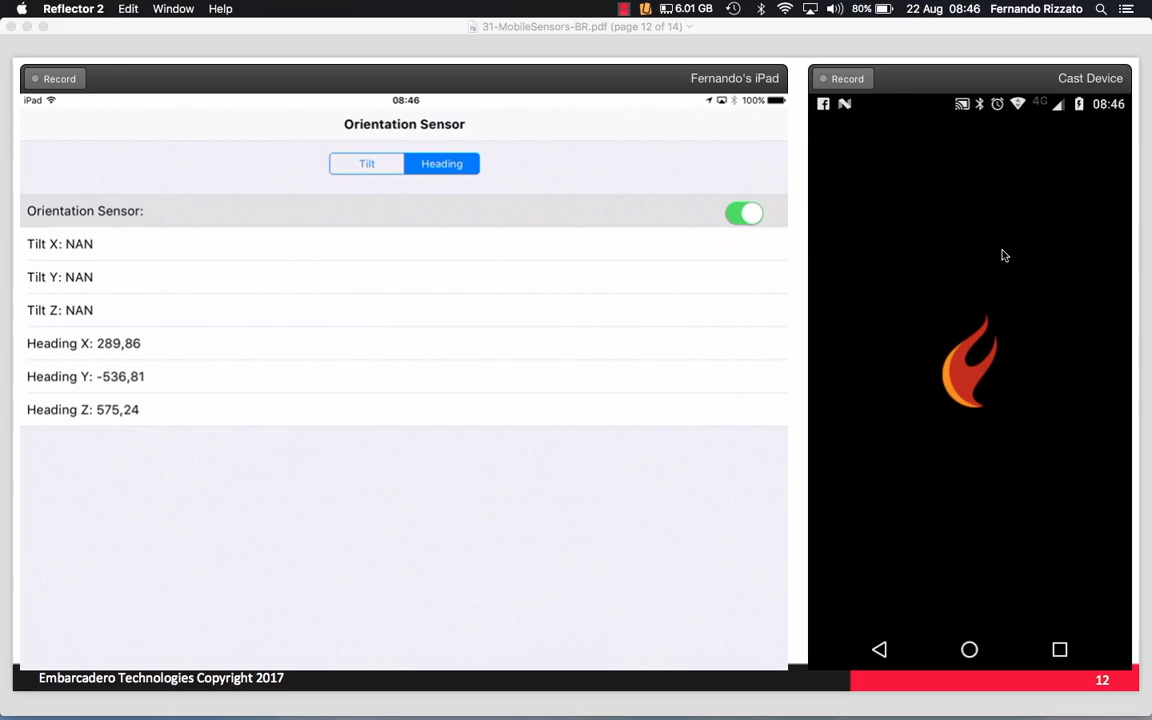 Reflector 2 Edit Window Help 6.01 GB 80% 22 Aug 08:46 Fernando Rizzato
31-MobileSensors-BR.pdf (page 12 of 14)
Record Fernando's iPad
iPad 08:46 100%
Orientation Sensor
Tilt Heading
Orientation Sensor:
Tilt X: NAN
Tilt Y: NAN
Tilt Z: NAN
Heading X: 289,86
Heading Y: -536,81
Heading Z: 575,24
Record Cast Device
4G 08:46
Embarcadero Technologies Copyright 2017
12